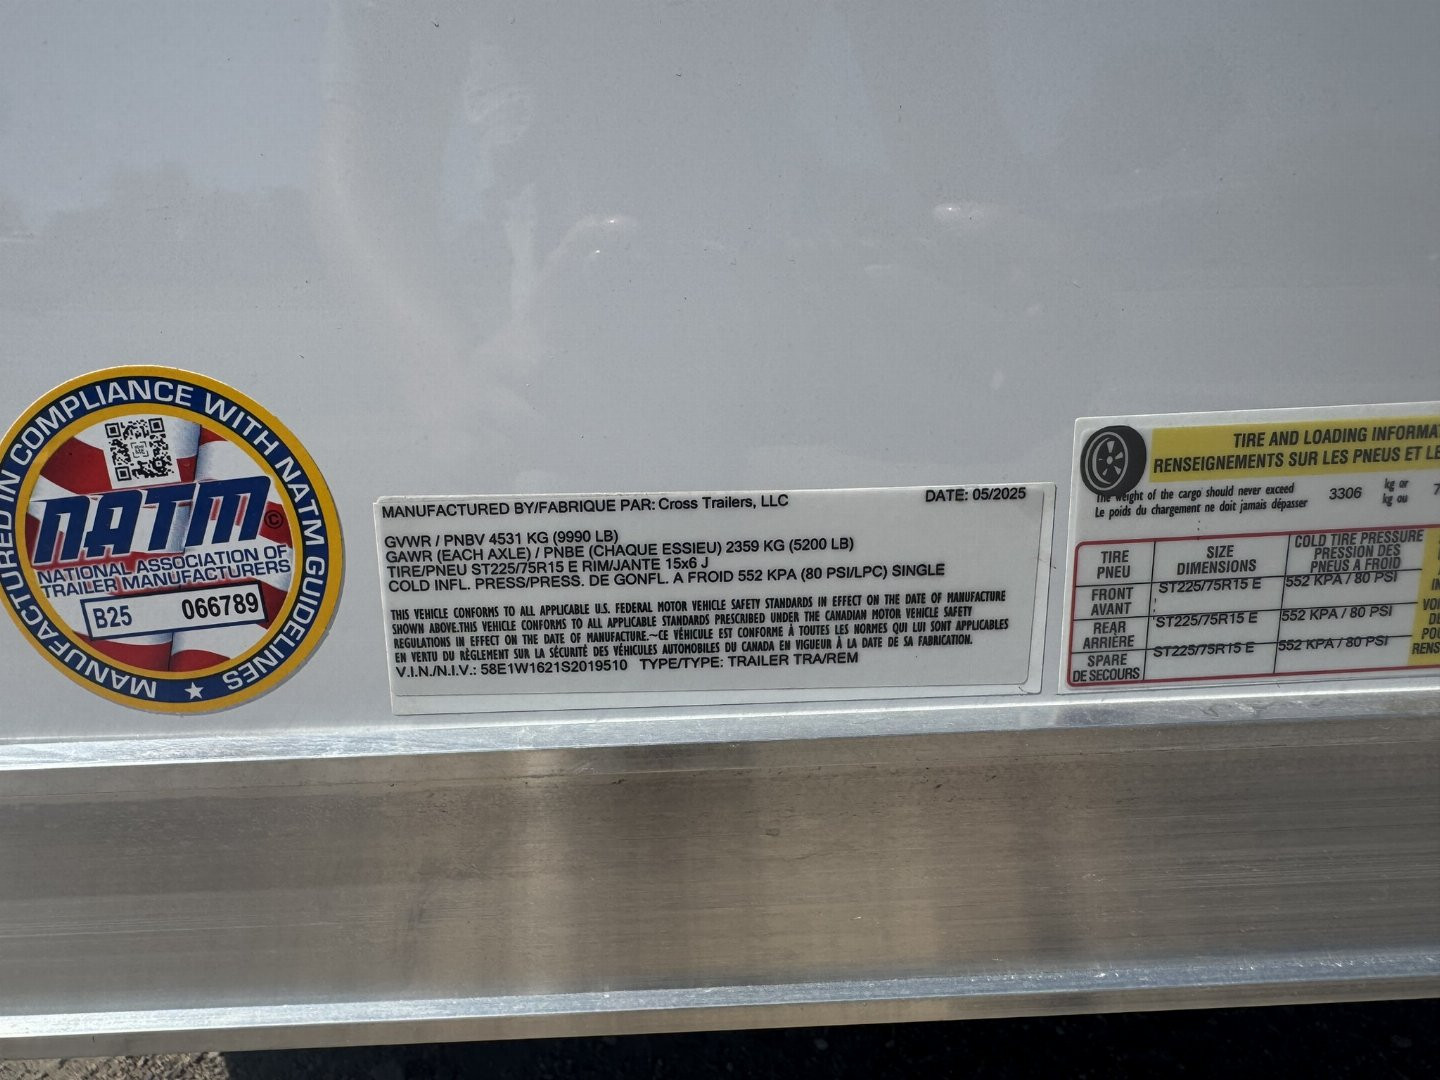 MANUFACTURED IN COMPLIANCE WITH NATM GUIDELINES
NATM©
NATIONAL ASSOCIATION OF
TRAILER MANUFACTURERS
B25 066789
MANUFACTURED BY/FABRIQUE PAR: Cross Trailers, LLC DATE: 05/2025
GVWR / PNBV 4531 KG (9990 LB)
GAWR (EACH AXLE) / PNBE (CHAQUE ESSIEU) 2359 KG (5200 LB)
TIRE/PNEU ST225/75R15 E RIM/JANTE 15x6 J
COLD INFL. PRESS/PRESS. DE GONFL. A FROID 552 KPA (80 PSI/LPC) SINGLE
THIS VEHICLE CONFORMS TO ALL APPLICABLE U.S. FEDERAL MOTOR VEHICLE SAFETY STANDARDS IN EFFECT ON THE DATE OF MANUFACTURE
SHOWN ABOVE.THIS VEHICLE CONFORMS TO ALL APPLICABLE STANDARDS PRESCRIBED UNDER THE CANADIAN MOTOR VEHICLE SAFETY
REGULATIONS IN EFFECT ON THE DATE OF MANUFACTURE.~CE VÉHICULE EST CONFORME À TOUTES LES NORMES QUI LUI SONT APPLICABLES
EN VERTU DU RÈGLEMENT SUR LA SÉCURITÉ DES VÉHICULES AUTOMOBILES DU CANADA EN VIGUEUR À LA DATE DE SA FABRICATION.
V.I.N./N.I.V.: 58E1W1621S2019510 TYPE/TYPE: TRAILER TRA/REM
TIRE AND LOADING
RENSEIGNEMENTS SUR LES PNEUS ET
The weight of the cargo should never exceed 3306 kg or
Le poids du chargement ne doit jamais dépasser kg ou
TIRE SIZE COLD TIRE PRESSURE
PNEU DIMENSIONS PRESSION DES
PNEUS A FROID
FRONT ST225/75R15 E 552 KPA / 80 PSI
AVANT
REAR ST225/75R15 E 552 KPA / 80 PSI
ARRIÈRE
SPARE ST225/75R15 E 552 KPA / 80 PSI
DE SECOURS